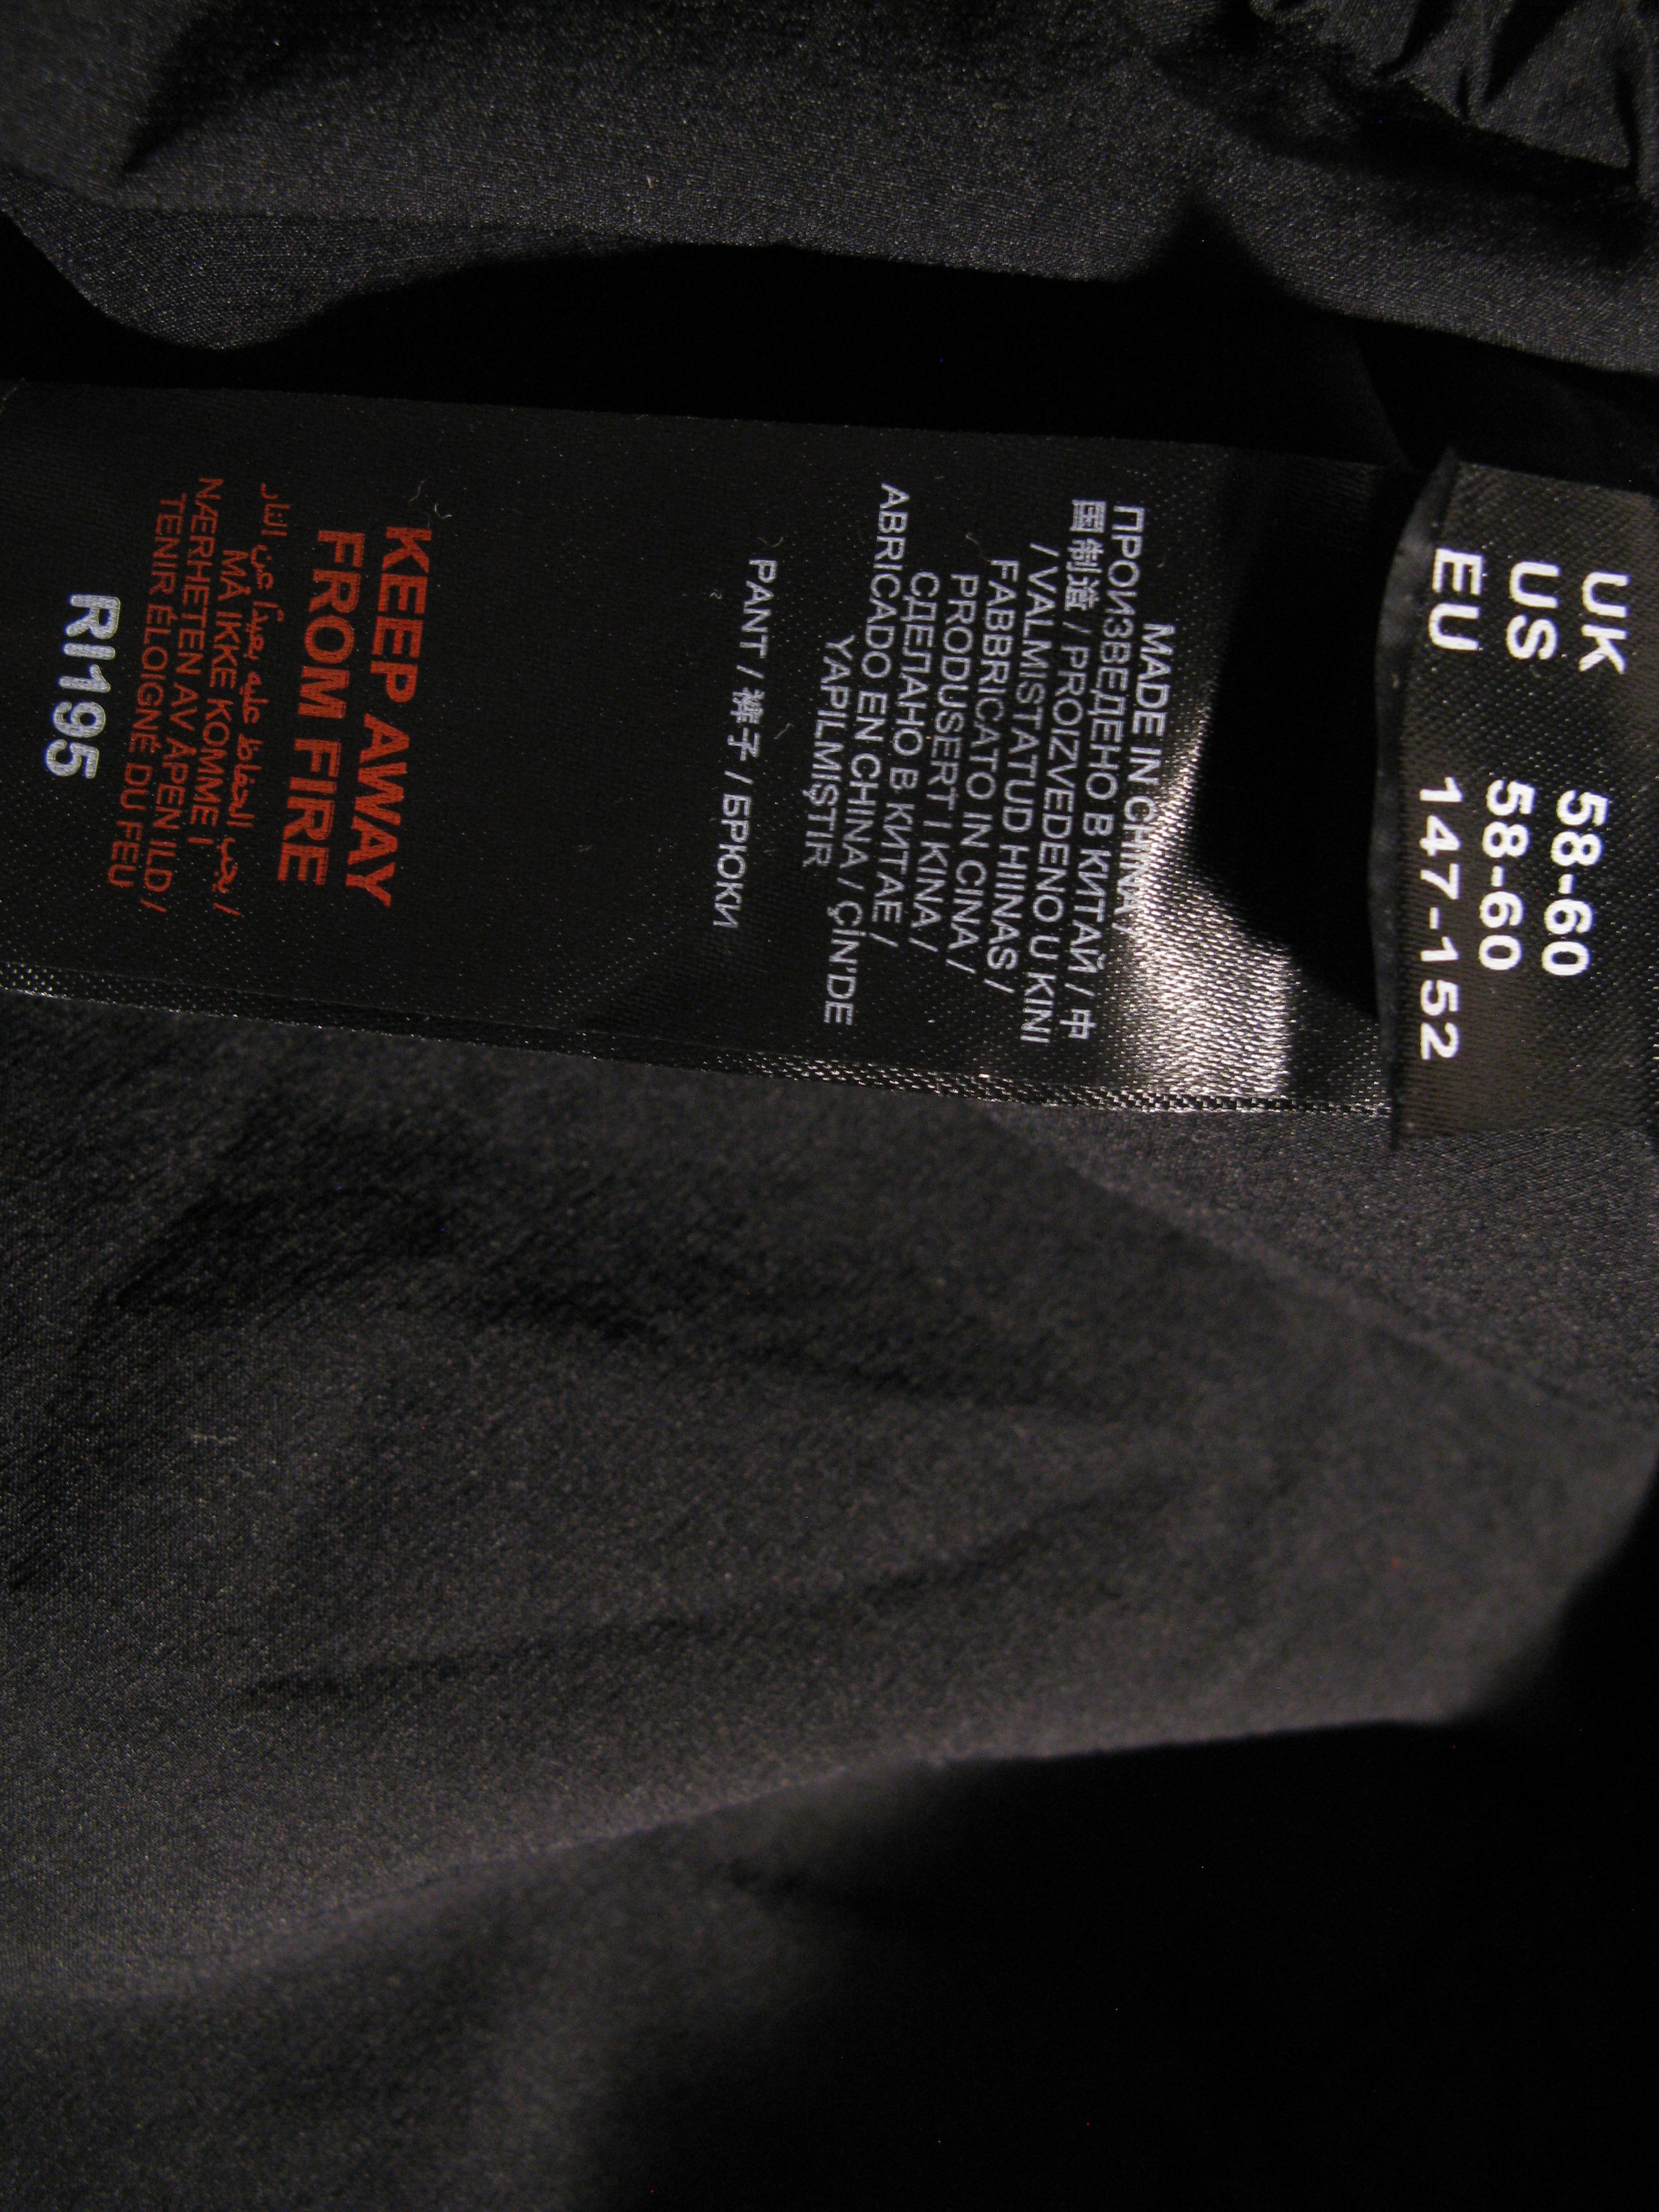 UK 58-60
US 58-60
EU 147-152
MADE IN CHINA /
ПРОИЗВЕДЕНО В КИТАЙ / 中
国制造 / PROIZVEDENO U KINI
/ VALMISTATUD HIINAS /
FABBRICATO IN CINA /
PRODUSERT I KINA /
СДЕЛАНО В КИТАЕ /
ABRICADO EN CHINA / ÇİN'DE
YAPILMIŞTIR
PANT / 裤子 / БРЮКИ
KEEP AWAY
FROM FIRE
يجب الحفاظ عليه بعيدًا عن النار /
MÅ IKKE KOMME I
NÆRHETEN AV ÅPEN ILD /
TENIR ÉLOIGNÉ DU FEU
RI195